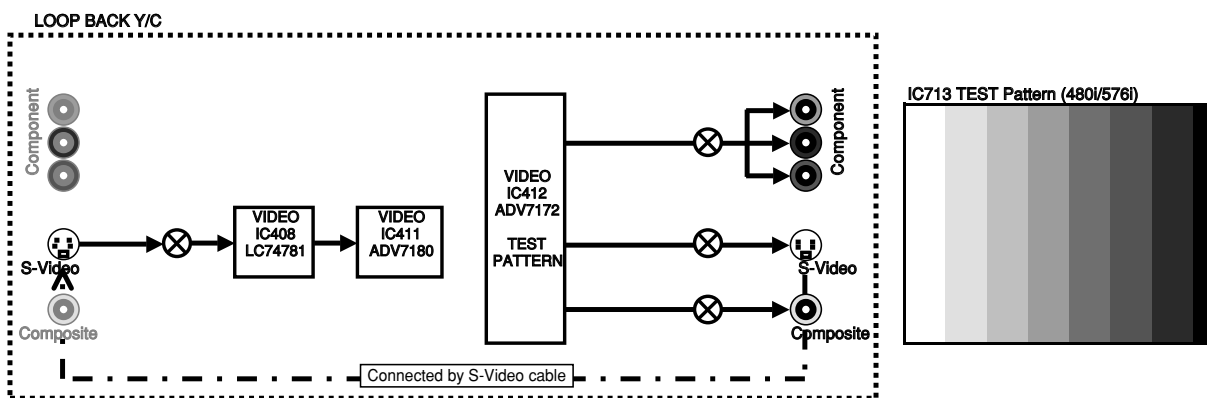 LOOP BACK Y/C
Component
S-Video
Composite
VIDEO
IC408
LC74781
VIDEO
IC411
ADV7180
VIDEO
IC412
ADV7172
TEST
PATTERN
Component
S-Video
Composite
Connected by S-Video cable
IC713 TEST Pattern (480i/576i)